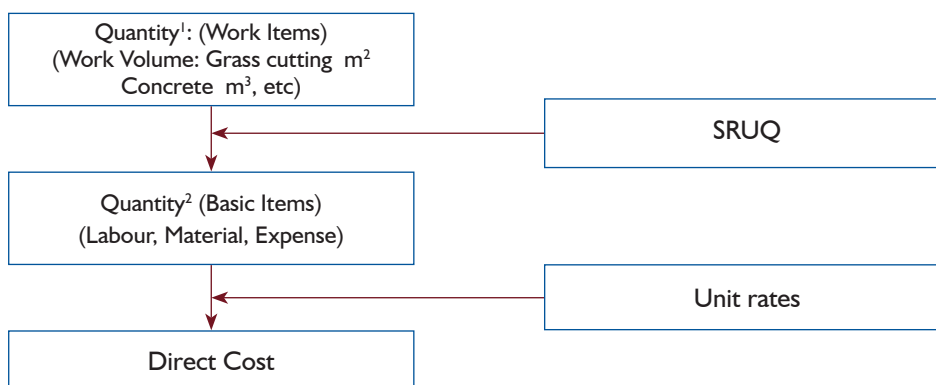 Quantity¹: (Work Items)
(Work Volume: Grass cutting m²
Concrete m³, etc)
SRUQ
Quantity² (Basic Items)
(Labour, Material, Expense)
Unit rates
Direct Cost